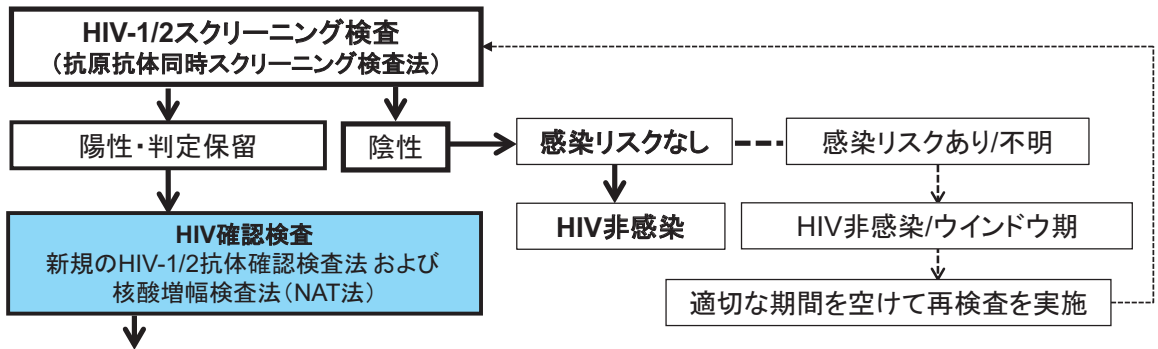 HIV-1/2スクリーニング検査
（抗原抗体同時スクリーニング検査法）
陽性・判定保留
陰性
感染リスクなし
感染リスクあり/不明
HIV非感染
HIV非感染/ウインドウ期
HIV確認検査
新規のHIV-1/2抗体確認検査法 および
核酸増幅検査法（NAT法）
適切な期間を空けて再検査を実施